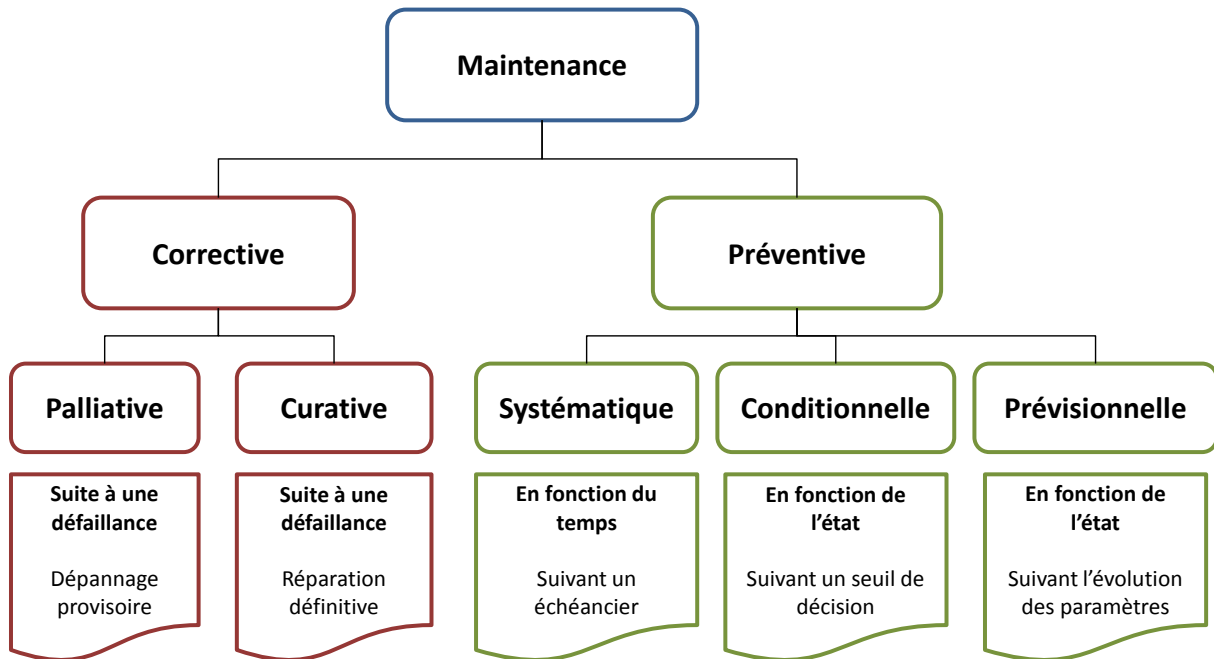 Maintenance
Corrective
Préventive
Palliative
Curative
Systématique
Conditionnelle
Prévisionnelle
Suite à une
défaillance
Dépannage
provisoire
Suite à une
défaillance
Réparation
définitive
En fonction du
temps
Suivant un
échéancier
En fonction de
l’état
Suivant un seuil de
décision
En fonction de
l’état
Suivant l’évolution
des paramètres